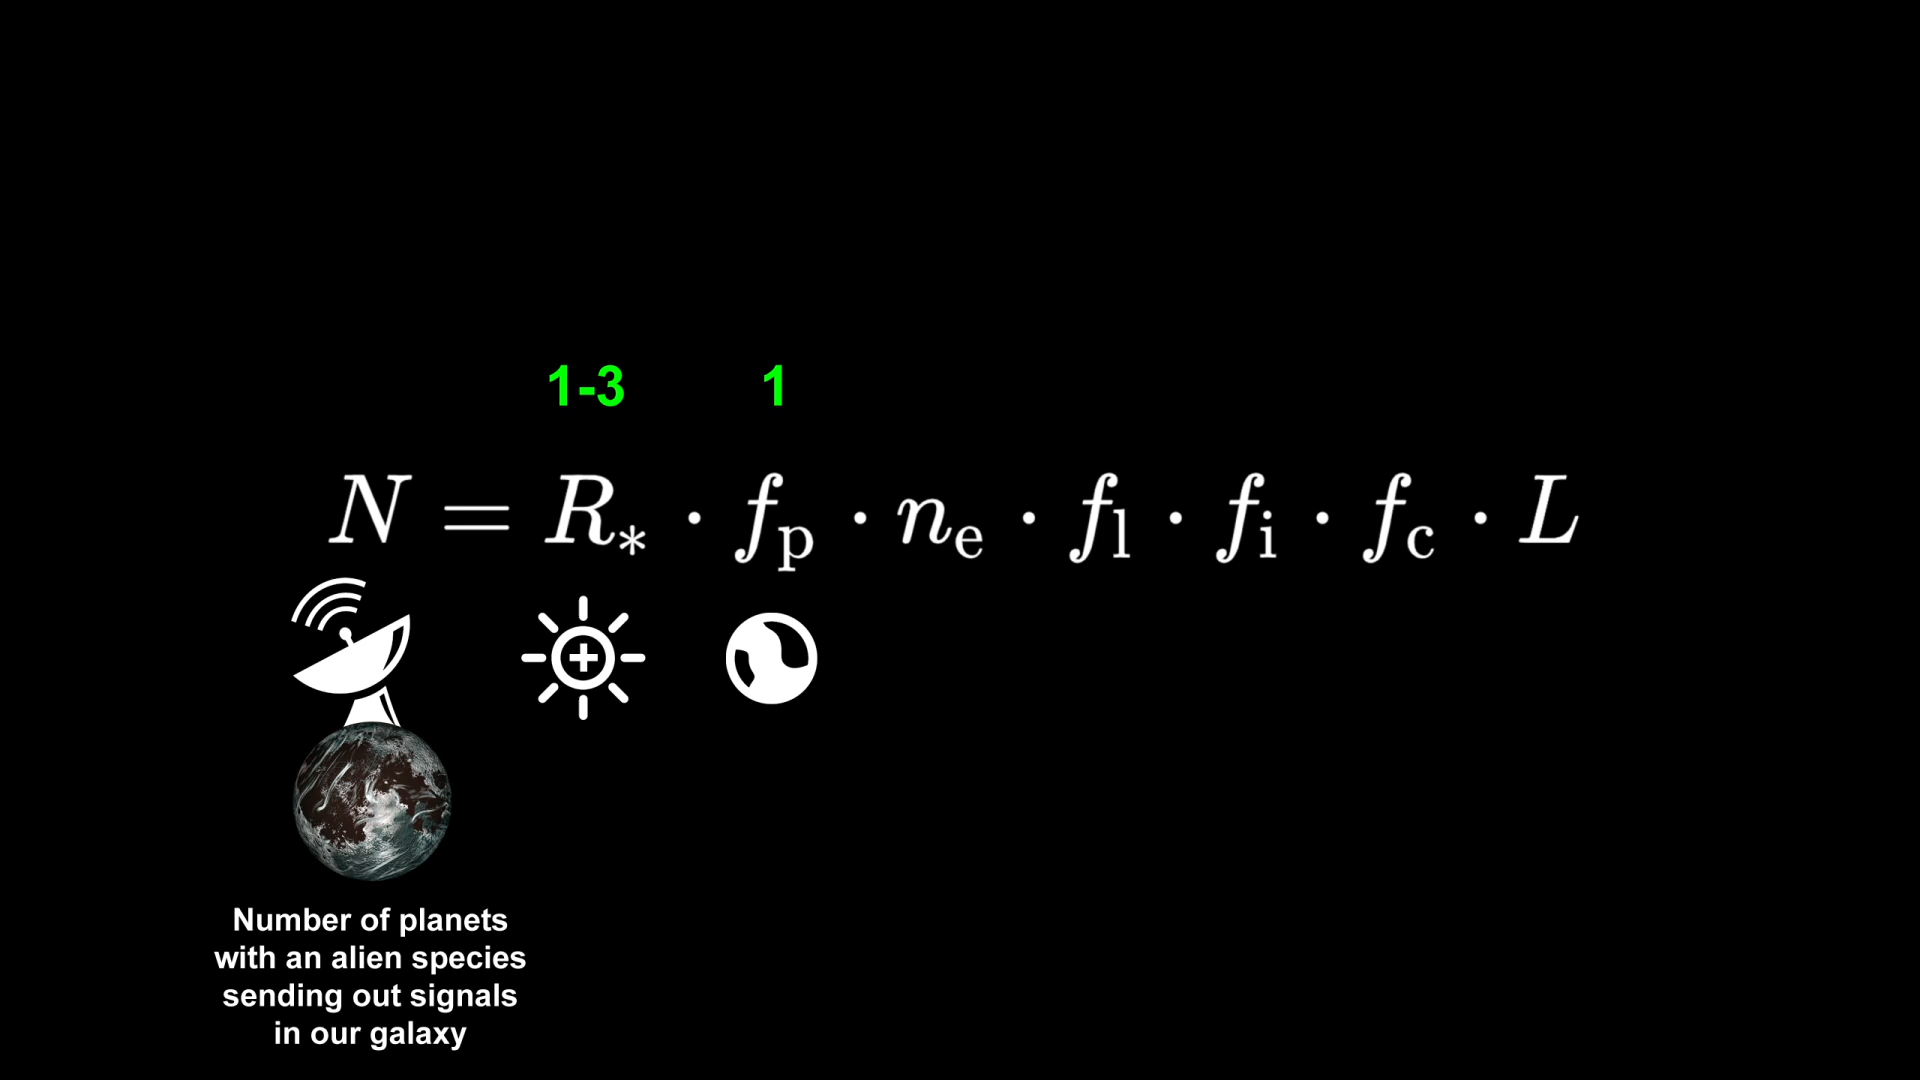 1-3 1
N = R* · fp · ne · fl · fi · fc · L
Number of planets
with an alien species
sending out signals
in our galaxy